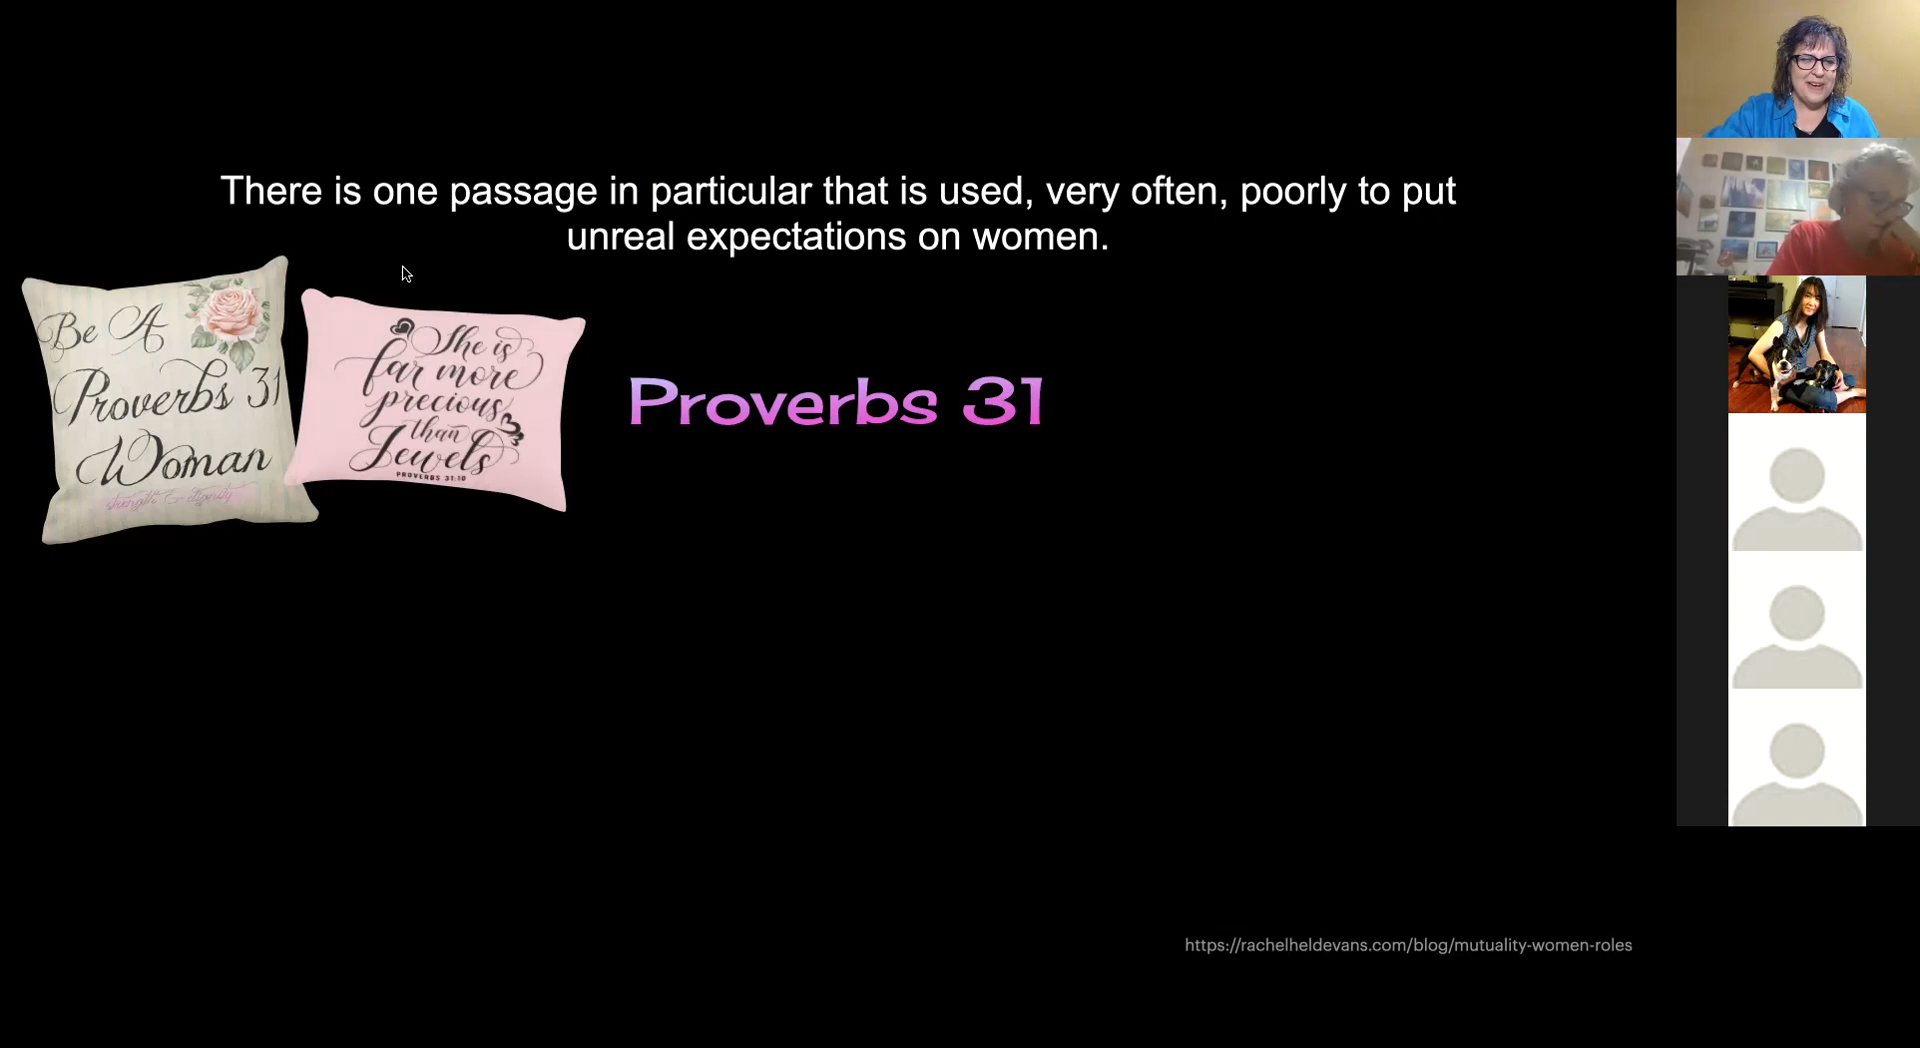 There is one passage in particular that is used, very often, poorly to put
unreal expectations on women.
Be A
Proverbs 31
Woman
strength & dignity
She is
far more
precious
than
Jewels
PROVERBS 31:10
Proverbs 31
https://rachelheldevans.com/blog/mutuality-women-roles